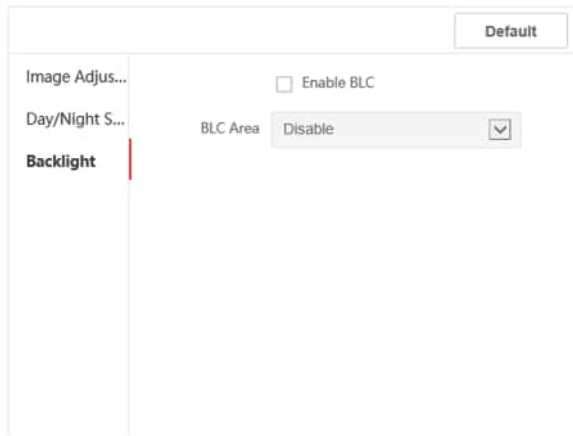 Default
Image Adjus...
Enable BLC
Day/Night S...
BLC Area Disable
Backlight